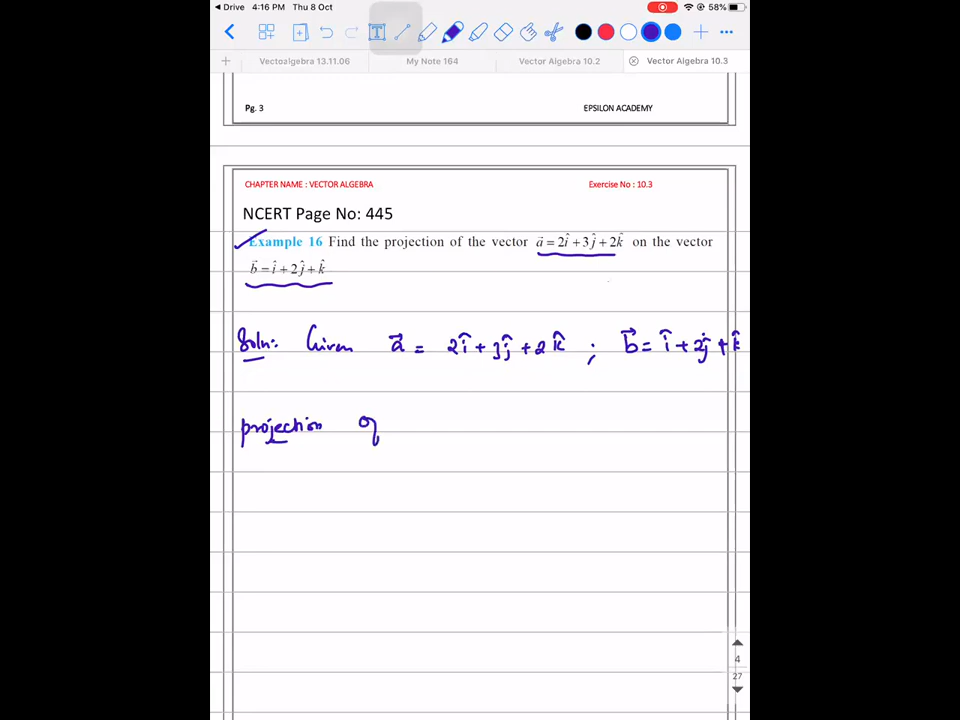 Drive 4:16 PM Thu 8 Oct 58%
T
Vectoalgebra 13.11.06 My Note 164 Vector Algebra 10.2 Vector Algebra 10.3
Pg. 3 EPSILON ACADEMY
CHAPTER NAME : VECTOR ALGEBRA Exercise No : 10.3
NCERT Page No: 445
Example 16 Find the projection of the vector a⃗ = 2î + 3ĵ + 2k̂ on the vector
b⃗ = î + 2ĵ + k̂
Soln: Given a⃗ = 2î + 3ĵ + 2k̂ ; b⃗ = î + 2ĵ + k̂
projection of
4
27